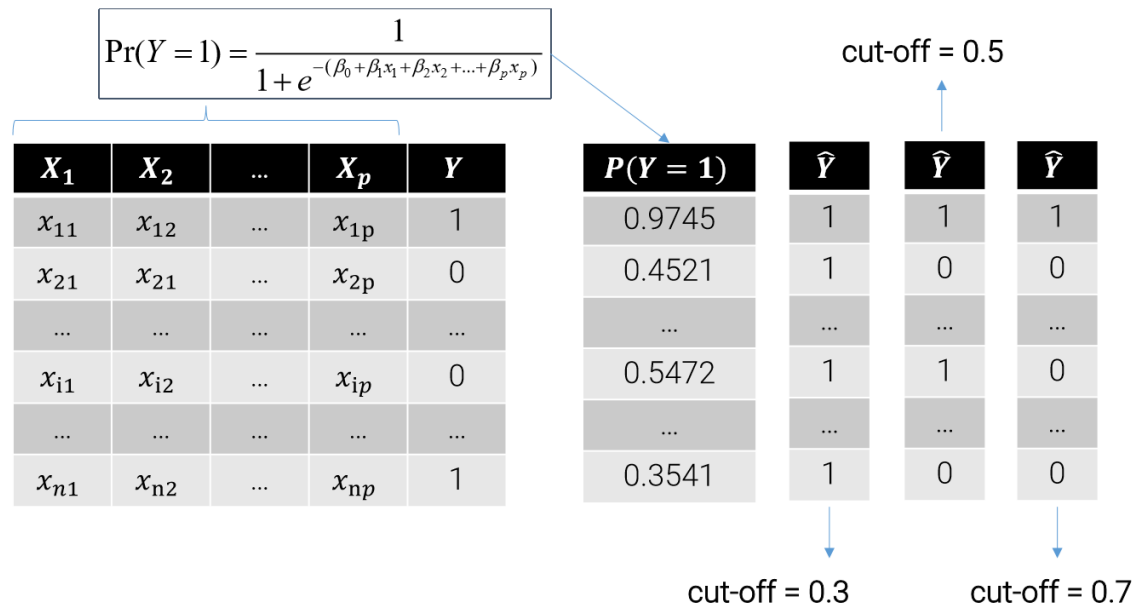 Pr(Y = 1) = 1 / (1 + e^−(β₀+β₁x₁+β₂x₂+...+βₚxₚ))
cut-off = 0.5
X₁ X₂ ... Xₚ Y P(Y = 1) Ŷ Ŷ Ŷ
x₁₁ x₁₂ ... x₁ₚ 1 0.9745 1 1 1
x₂₁ x₂₁ ... x₂ₚ 0 0.4521 1 0 0
... ... ... ... ... ... ... ... ...
xᵢ₁ xᵢ₂ ... xᵢₚ 0 0.5472 1 1 0
... ... ... ... ... ... ... ... ...
xₙ₁ xₙ₂ ... xₙₚ 1 0.3541 1 0 0
cut-off = 0.3 cut-off = 0.7